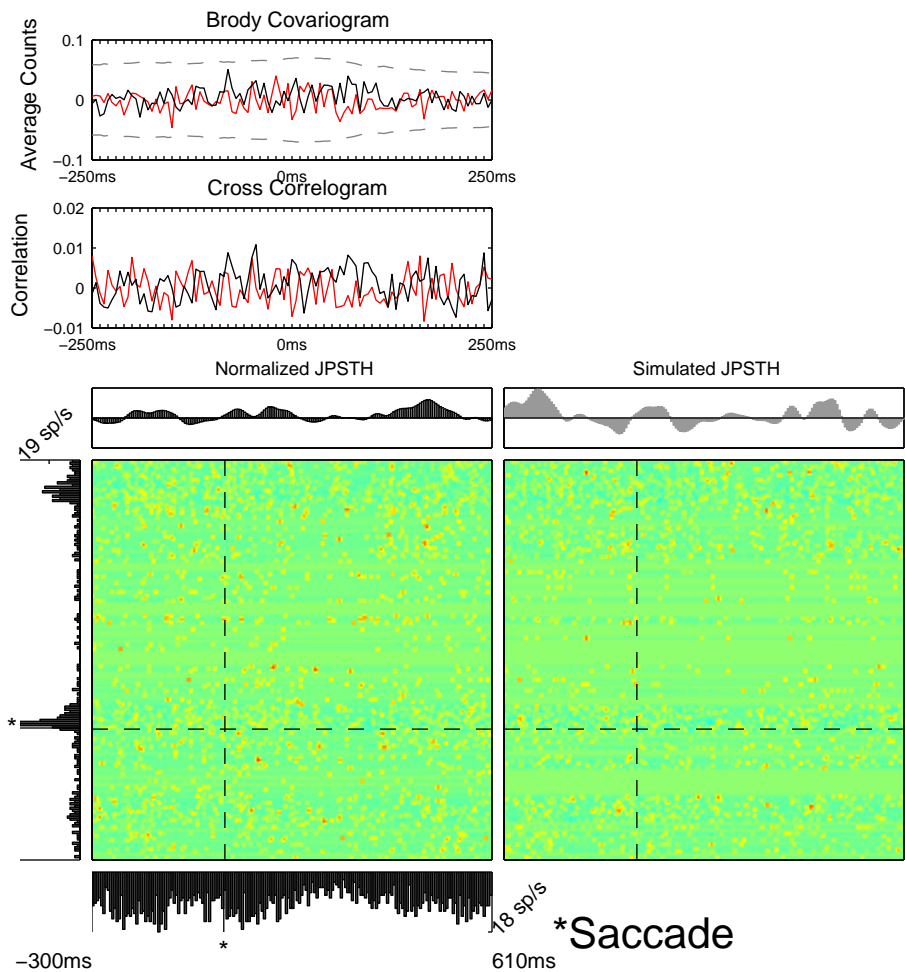 Brody Covariogram
0.1
0
−0.1
Average Counts
−250ms
0ms
250ms
Cross Correlogram
0.02
0.01
0
−0.01
Correlation
−250ms
0ms
250ms
Normalized JPSTH
Simulated JPSTH
19 sp/s
*
18 sp/s
*
*Saccade
−300ms
610ms